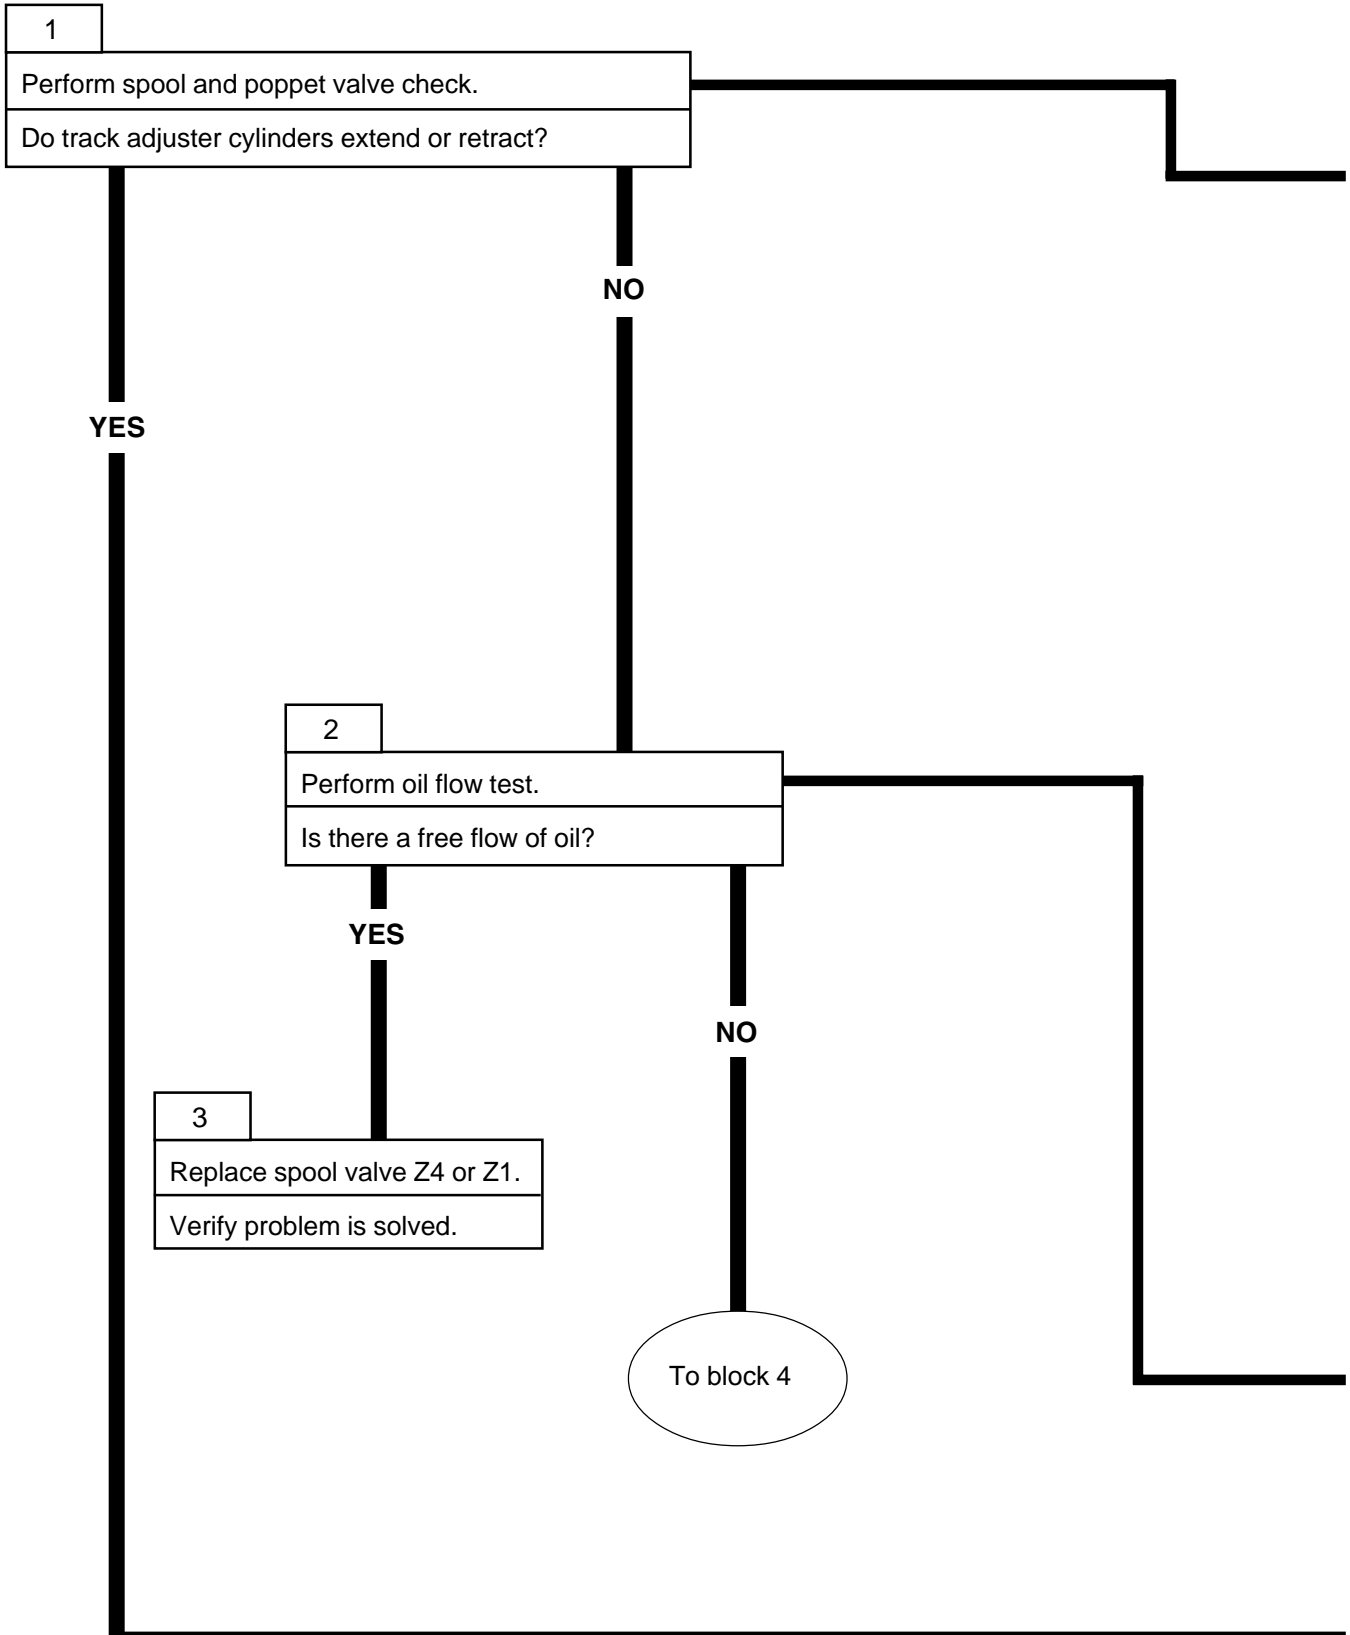 1
Perform spool and poppet valve check.
Do track adjuster cylinders extend or retract?
NO
YES
2
Perform oil flow test.
Is there a free flow of oil?
YES
NO
3
Replace spool valve Z4 or Z1.
Verify problem is solved.
To block 4